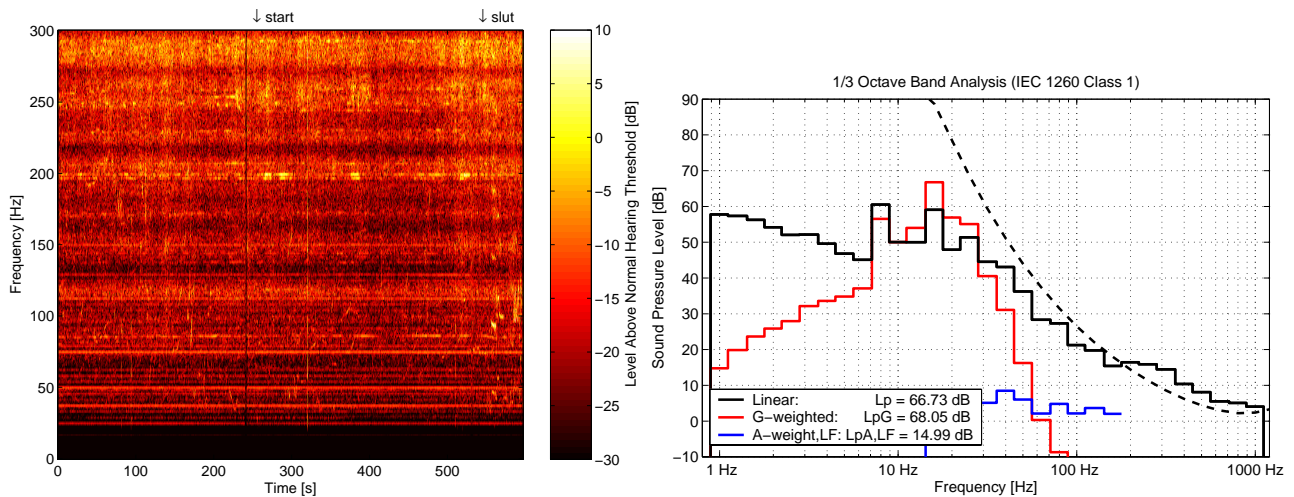 ↓ start ↓ slut
300
250
200
150
100
50
0
Frequency [Hz]
0 100 200 300 400 500
Time [s]
10
5
0
−5
−10
−15
−20
−25
−30
Level Above Normal Hearing Threshold [dB]
1/3 Octave Band Analysis (IEC 1260 Class 1)
90
80
70
60
50
40
30
20
10
0
−10
Sound Pressure Level [dB]
Linear: Lp = 66.73 dB
G−weighted: LpG = 68.05 dB
A−weight,LF: LpA,LF = 14.99 dB
1 Hz 10 Hz 100 Hz 1000 Hz
Frequency [Hz]